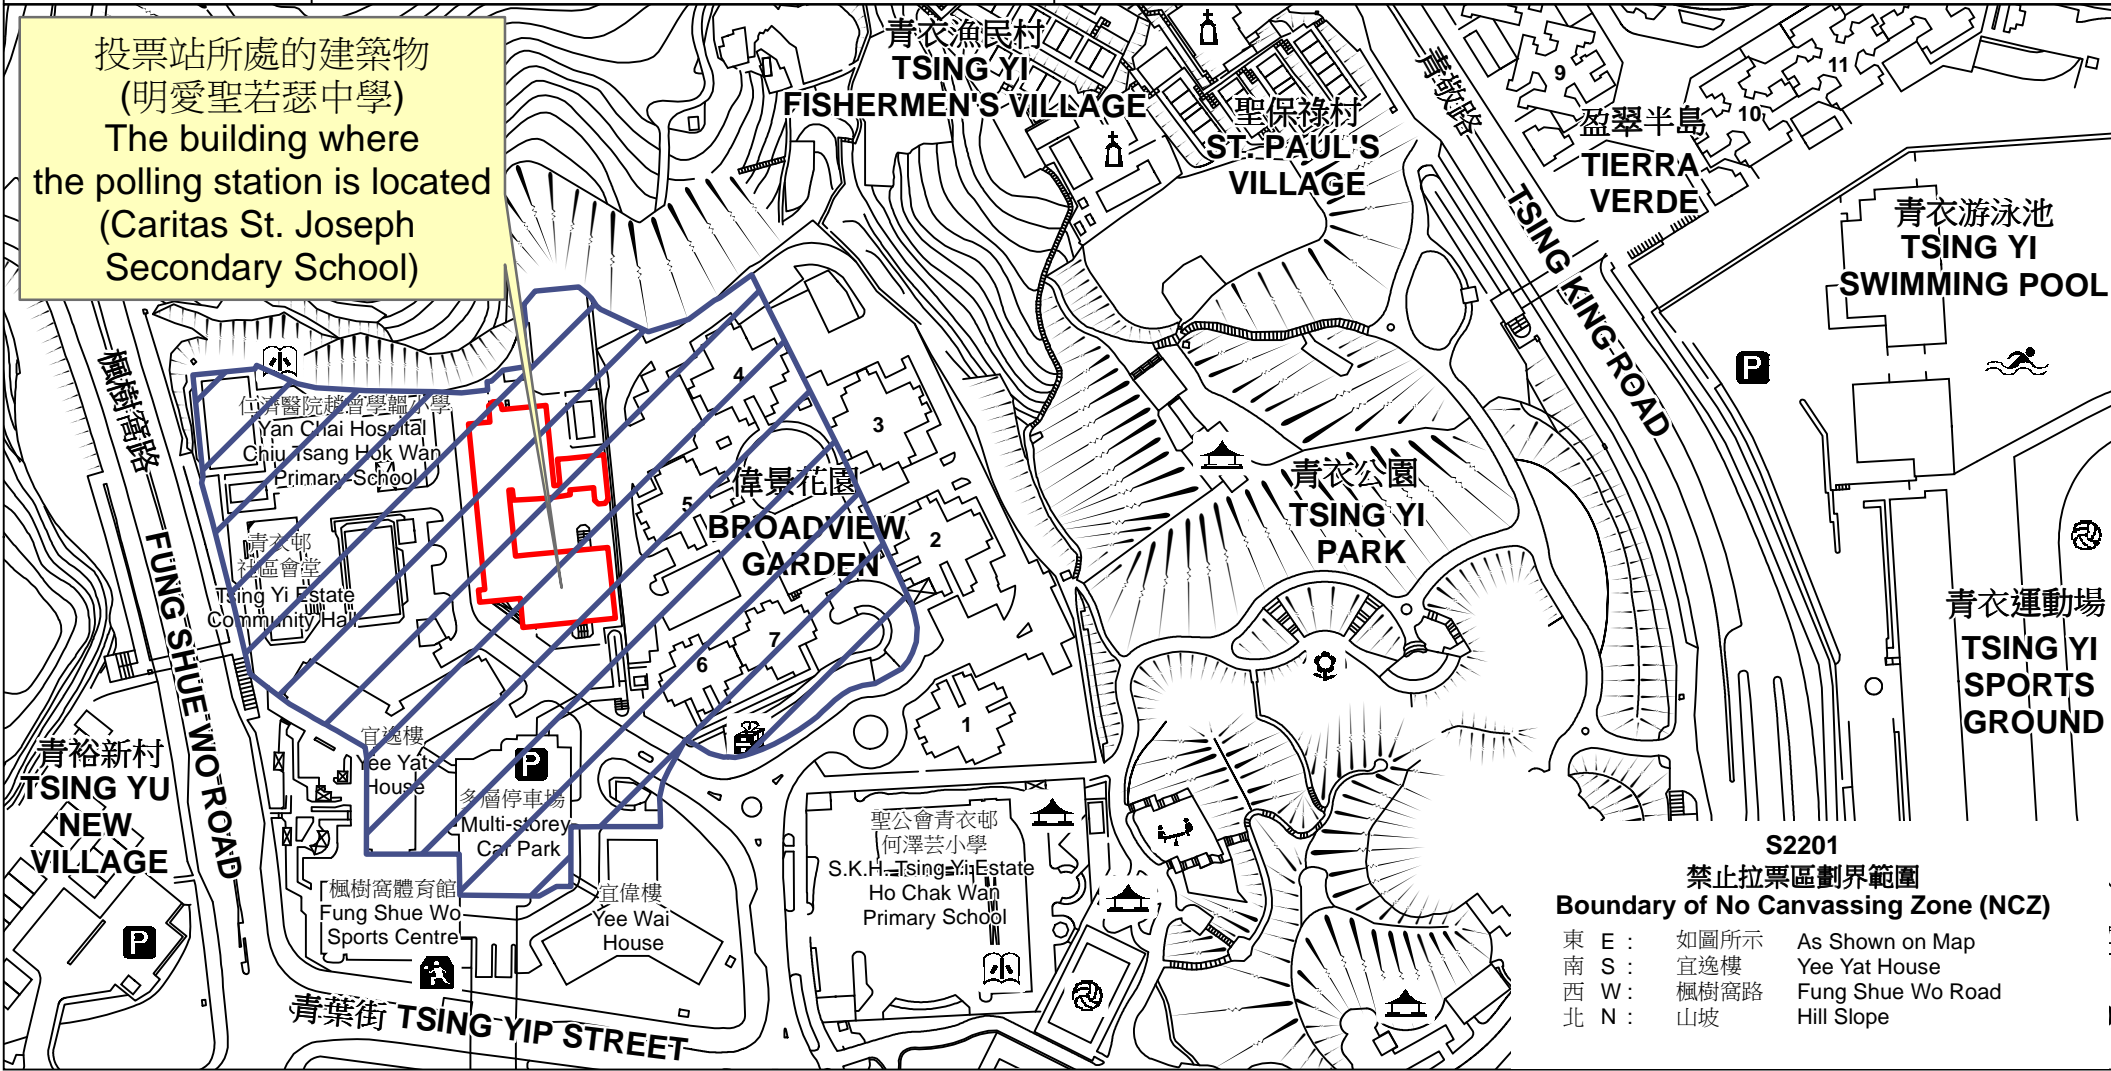 投票站所處的建築物
(明愛聖若瑟中學)
The building where
the polling station is located
(Caritas St. Joseph
Secondary School)
青衣漁民村
TSING YI
FISHERMEN'S VILLAGE
聖保祿村
ST. PAUL'S
VILLAGE
青敬路
TSING KING ROAD
9
10
11
盈翠半島
TIERRA
VERDE
青衣游泳池
TSING YI
SWIMMING POOL
P
楓樹窩路
FUNG SHUE WO ROAD
仁濟醫院趙曾學韞小學
Yan Chai Hospital
Chiu Tsang Hok Wan
Primary School
青衣邨
社區會堂
Tsing Yi Estate
Community Hall
4
3
5
偉景花園
BROADVIEW
GARDEN
2
7
6
1
青衣公園
TSING YI
PARK
青衣運動場
TSING YI
SPORTS
GROUND
青裕新村
TSING YU
NEW
VILLAGE
P
宜逸樓
Yee Yat
House
P
多層停車場
Multi-storey
Car Park
楓樹窩體育館
Fung Shue Wo
Sports Centre
宜偉樓
Yee Wai
House
聖公會青衣邨
何澤芸小學
S.K.H. Tsing Yi Estate
Ho Chak Wan
Primary School
青葉街 TSING YIP STREET
S2201
禁止拉票區劃界範圍
Boundary of No Canvassing Zone (NCZ)
東 E : 如圖所示 As Shown on Map
南 S : 宜逸樓 Yee Yat House
西 W : 楓樹窩路 Fung Shue Wo Road
北 N : 山坡 Hill Slope